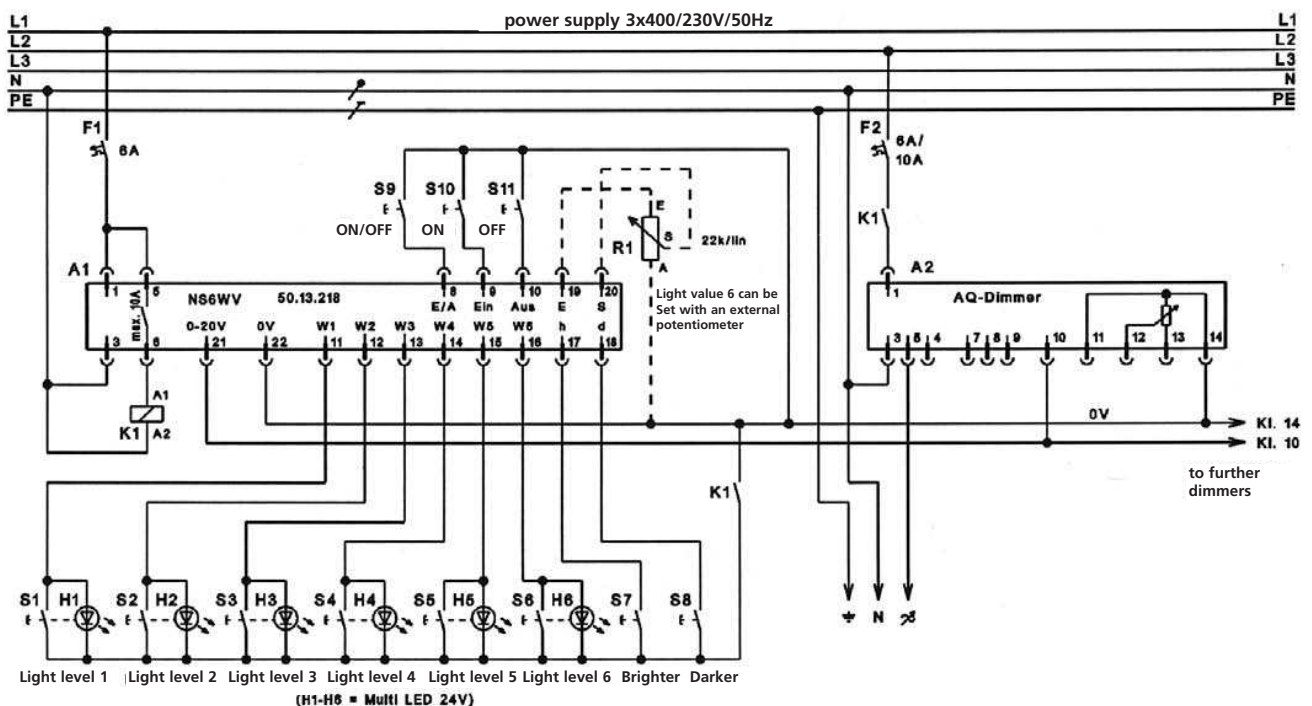 power supply 3x400/230V/50Hz
L1 L1
L2 L2
L3 L3
N N
PE PE
F1 6A
F2 6A/
10A
S9 S10 S11
ON/OFF ON OFF
E
S
R1 22k/lin
A
K1
Light value 6 can be
Set with an external
potentiometer
A1 A2
1 5 8 9 10 19 20
NS6WV 50.13.218 E/A Ein Aus E S
max. 10A
0-20V 0V W1 W2 W3 W4 W5 W6 h d
3 6 21 22 11 12 13 14 15 16 17 18
1
AQ-Dimmer
3 5 4 7 8 9 10 11 12 13 14
A1
K1 A2
0V
Kl. 14
Kl. 10
to further
dimmers
K1
S1 H1 S2 H2 S3 H3 S4 H4 S5 H5 S6 H6 S7 S8
N
Light level 1 Light level 2 Light level 3 Light level 4 Light level 5 Light level 6 Brighter Darker
(H1-H6 = Multi LED 24V)